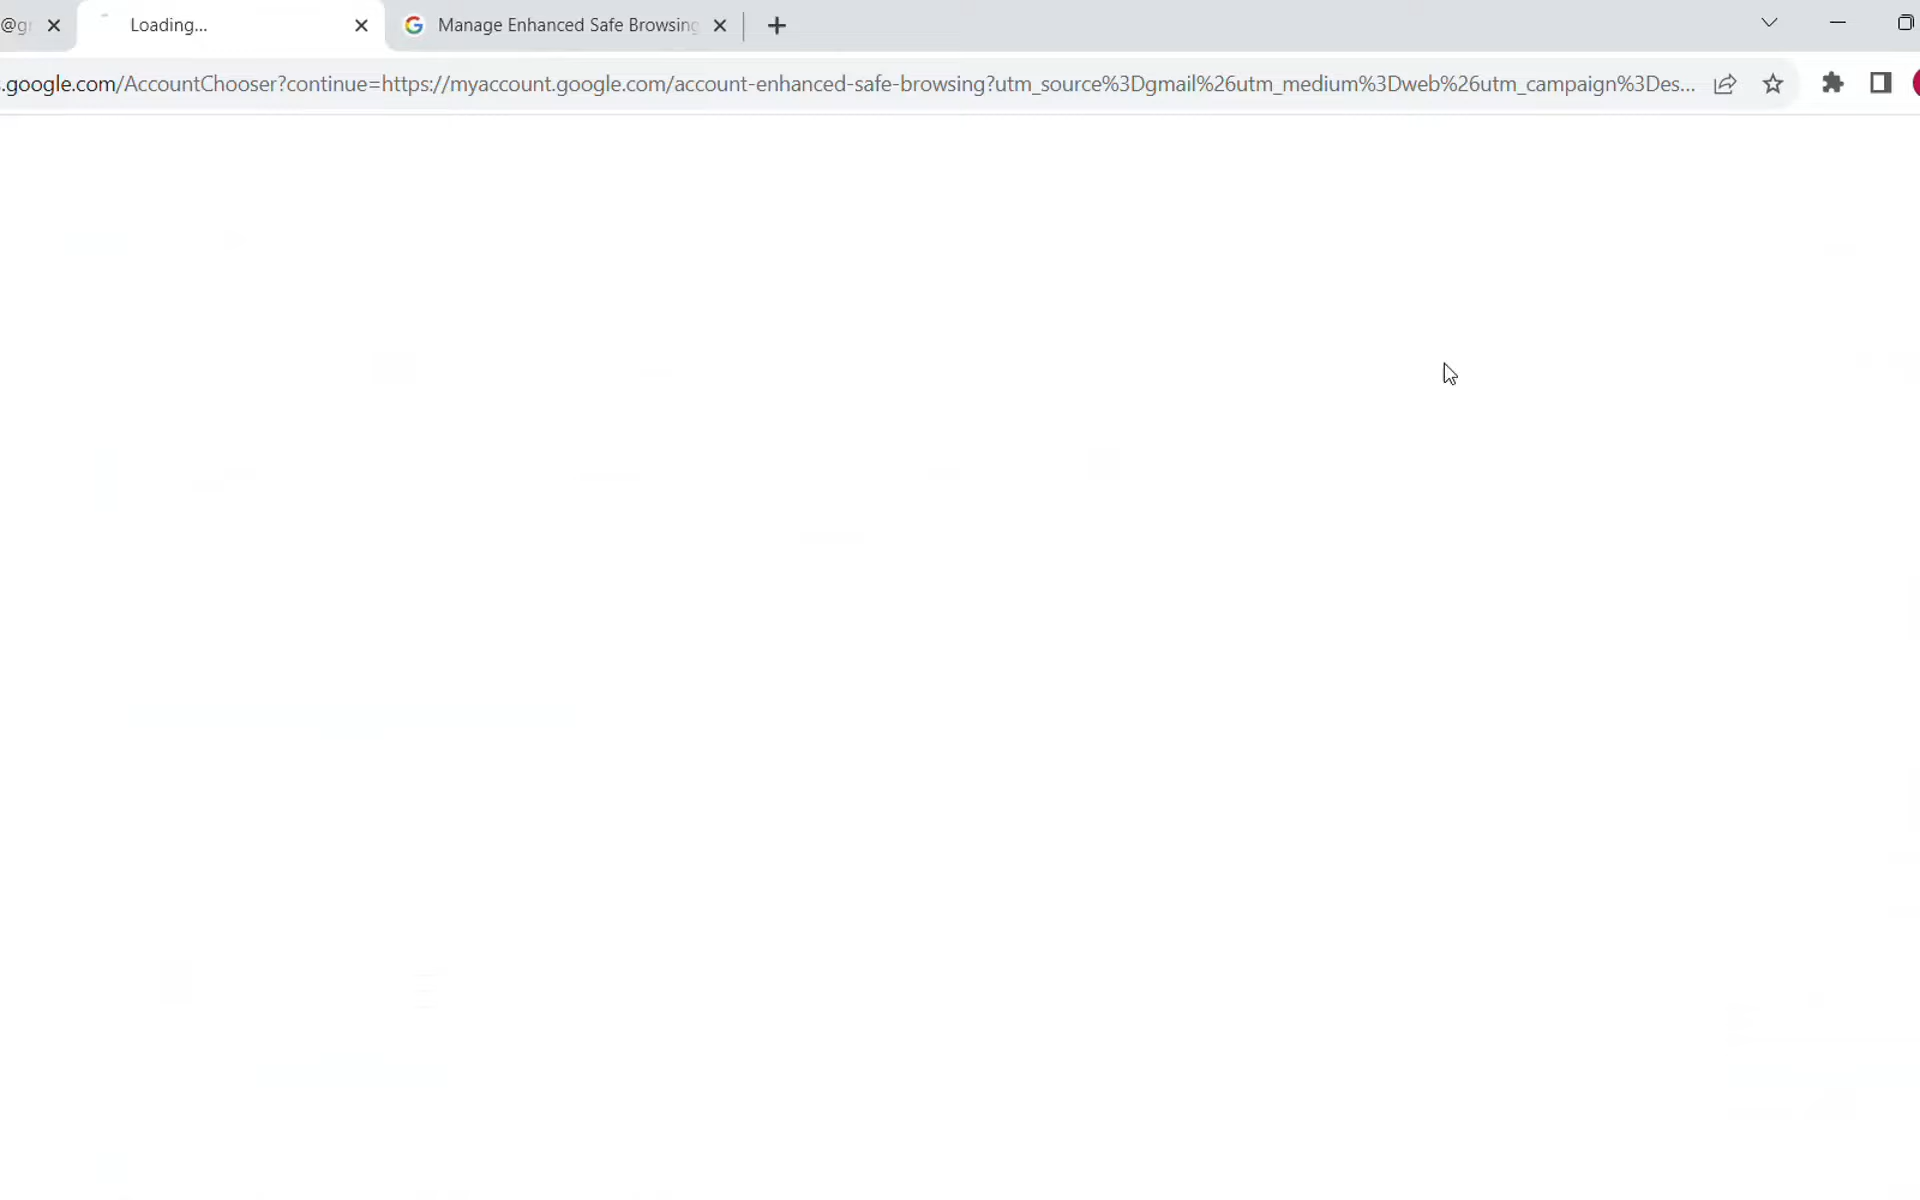 @g
Loading...
Manage Enhanced Safe Browsing
.google.com/AccountChooser?continue=https://myaccount.google.com/account-enhanced-safe-browsing?utm_source%3Dgmail%26utm_medium%3Dweb%26utm_campaign%3Des...